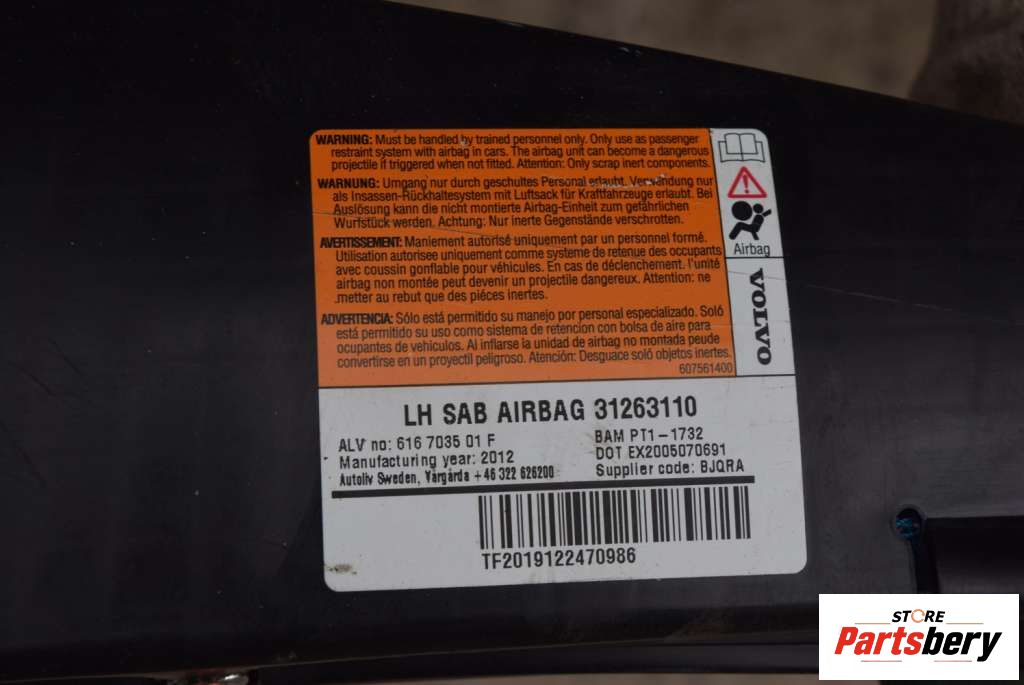 WARNING: Must be handled by trained personnel only. Only use as passenger
restraint system with airbag in cars. The airbag unit can become a dangerous
projectile if triggered when not fitted. Attention: Only scrap inert components.
WARNUNG: Umgang nur durch geschultes Personal erlaubt. Verwendung nur
als Insassen-Rückhaltesystem mit Luftsack für Kraftfahrzeuge erlaubt. Bei
Auslösung kann die nicht montierte Airbag-Einheit zum gefährlichen
Wurfstück werden. Achtung: Nur inerte Gegenstände verschrotten.
AVERTISSEMENT: Maniement autorisé uniquement par un personnel formé.
Utilisation autorisee uniquement comme systeme de retenue des occupants
avec coussin gonflable pour véhicules. En cas de déclenchement. l'unité
airbag non montée peut devenir un projectile dangereux. Attention: ne
metter au rebut que des piéces inertes.
ADVERTENCIA: Sólo está permitido su manejo por personal especializado. Soló
está permitido su uso como sistema de retencion con bolsa de aire para
ocupantes de vehiculos. Al inflarse la unidad de airbag no montada peude
convertirse en un proyectil peligroso. Atención: Desguace soló objetos inertes.
607561400
Airbag
VOLVO
LH SAB AIRBAG 31263110
ALV no: 616 7035 01 F
BAM PT1-1732
Manufacturing year: 2012
DOT EX2005070691
Autoliv Sweden, Vårgårda +46 322 626200
Supplier code: BJQRA
TF2019122470986
STORE
Partsbery